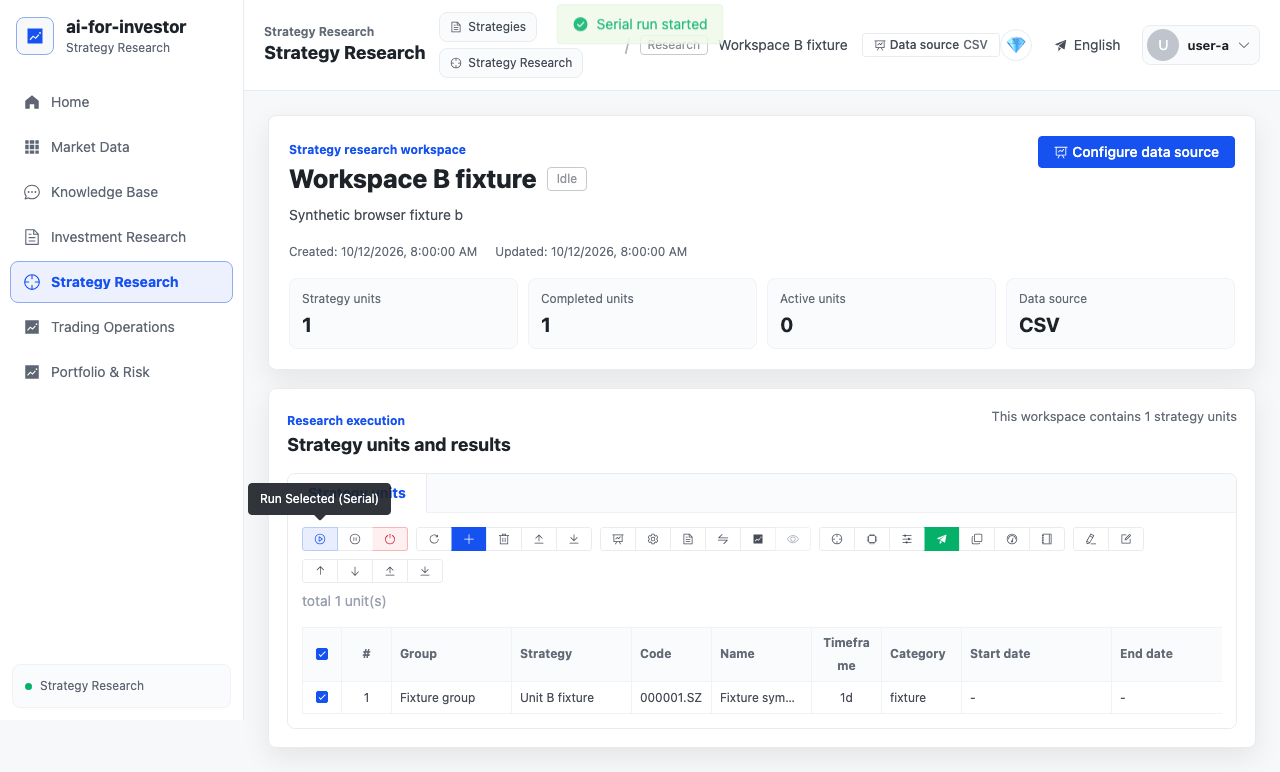 ai-for-investor
Strategy Research
Home
Market Data
Knowledge Base
Investment Research
Strategy Research
Trading Operations
Portfolio & Risk
Strategy Research
Strategy Research
Strategy Research
Strategies
Strategy Research
/
Research
Workspace B fixture
Serial run started
Data source CSV
English
U
user-a
Strategy research workspace
Configure data source
Workspace B fixture
Idle
Synthetic browser fixture b
Created: 10/12/2026, 8:00:00 AM Updated: 10/12/2026, 8:00:00 AM
Strategy units
1
Completed units
1
Active units
0
Data source
CSV
Research execution
This workspace contains 1 strategy units
Strategy units and results
Run Selected (Serial)
total 1 unit(s)
# Group Strategy Code Name Timeframe Category Start date End date
1 Fixture group Unit B fixture 000001.SZ Fixture sym... 1d fixture - -